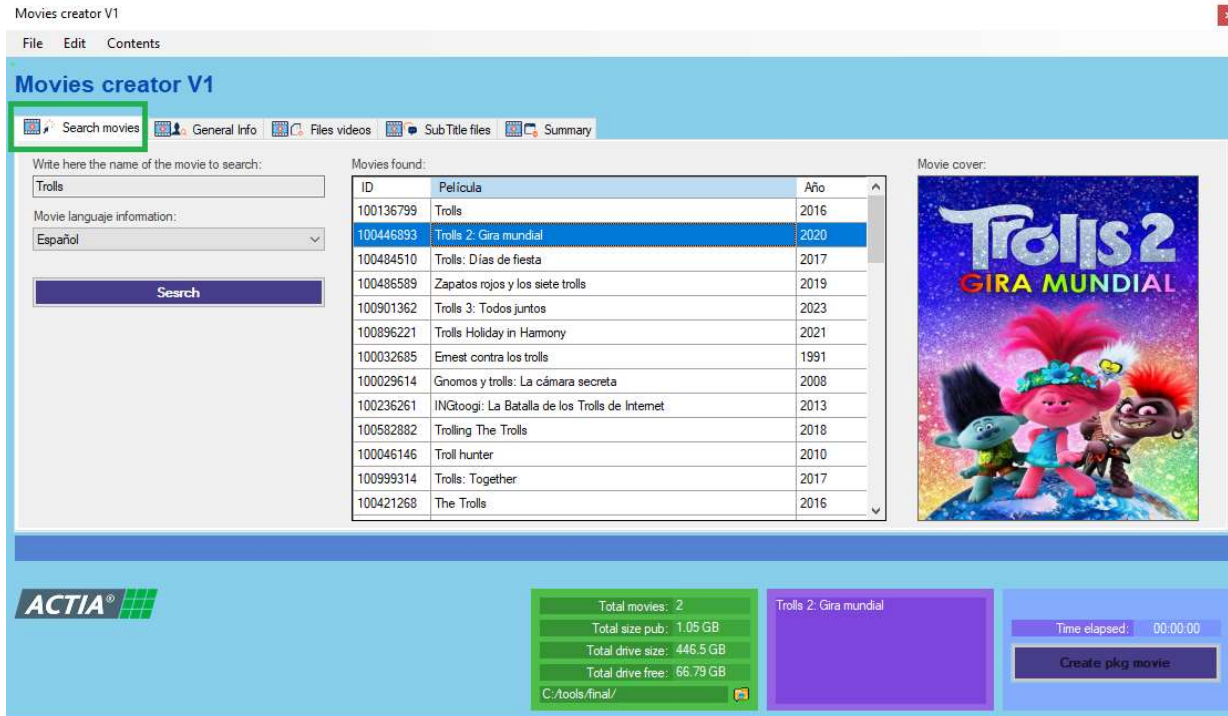 Movies creator V1
File Edit Contents
Movies creator V1
Search movies General Info Files videos SubTitle files Summary
Write here the name of the movie to search:
Trolls
Movie languaje information:
Español
Sesrch
Movies found:
ID Película Año
100136799 Trolls 2016
100446893 Trolls 2: Gira mundial 2020
100484510 Trolls: Días de fiesta 2017
100486589 Zapatos rojos y los siete trolls 2019
100901362 Trolls 3: Todos juntos 2023
100896221 Trolls Holiday in Harmony 2021
100032685 Ernest contra los trolls 1991
100029614 Gnomos y trolls: La cámara secreta 2008
100236261 INGtoogi: La Batalla de los Trolls de Internet 2013
100582882 Trolling The Trolls 2018
100046146 Troll hunter 2010
100999314 Trolls: Together 2017
100421268 The Trolls 2016
Movie cover:
Trolls 2
GIRA MUNDIAL
ACTIA®
Total movies: 2
Total size pub: 1.05 GB
Total drive size: 446.5 GB
Total drive free: 66.79 GB
C:/tools/final/
Trolls 2: Gira mundial
Time elapsed: 00:00:00
Create pkg movie